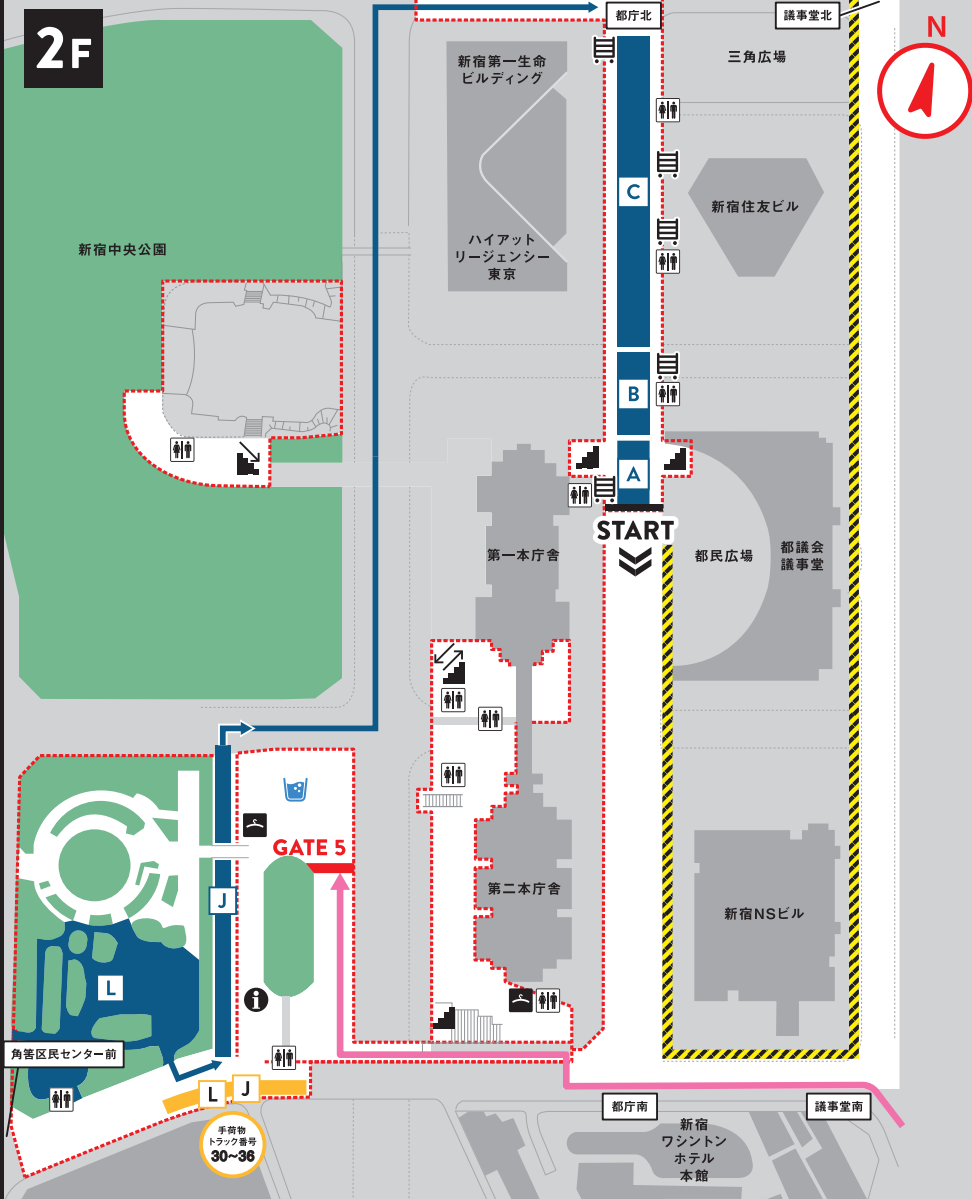 2F
都庁北
議事堂北
N
三角広場
新宿第一生命
ビルディング
C
新宿住友ビル
新宿中央公園
ハイアット
リージェンシー
東京
B
A
START
第一本庁舎
都民広場
都議会
議事堂
GATE 5
J
第二本庁舎
新宿NSビル
L
i
角筈区民センター前
L
J
都庁南
議事堂南
手荷物
トラック番号
30~36
新宿
ワシントン
ホテル
本館